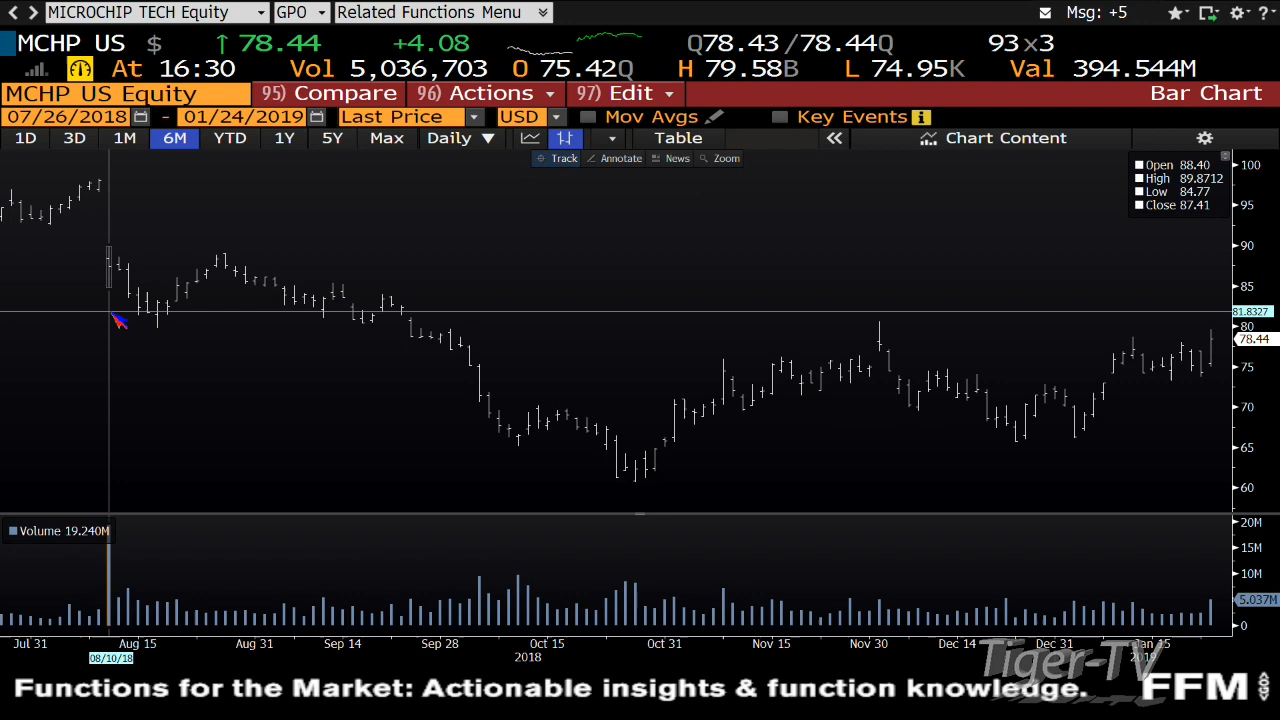 MICROCHIP TECH Equity GPO Related Functions Menu Msg: +5 ?
MCHP US $ ↑ 78.44 +4.08 Q78.43 / 78.44Q 93 x 3
At 16:30 Vol 5,036,703 O 75.42Q H 79.58B L 74.95K Val 394.544M
MCHP US Equity 95) Compare 96) Actions 97) Edit Bar Chart
07/26/2018 - 01/24/2019 Last Price USD Mov Avgs Key Events i
1D 3D 1M 6M YTD 1Y 5Y Max Daily ▼ Table « Chart Content
Track Annotate News Zoom
Open 88.40
High 89.8712
Low 84.77
Close 87.41
100
95
90
85
81.8327
80
78.44
75
70
65
60
Volume 19.240M
20M
15M
10M
5.037M
0
Jul 31 Aug 15 Aug 31 Sep 14 Sep 28 Oct 15 Oct 31 Nov 15 Nov 30 Dec 14 Dec 31 Jan 15
08/10/18 2018 2019
Tiger-TV
Functions for the Market: Actionable insights & function knowledge. FFM